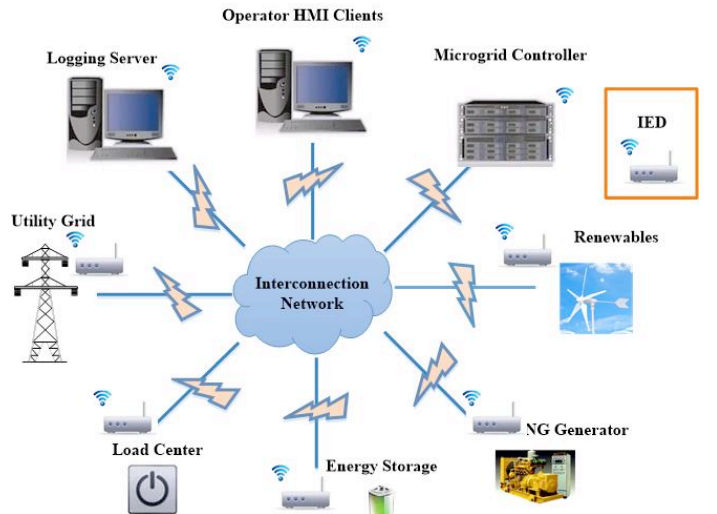 Operator HMI Clients
Logging Server
Microgrid Controller
IED
Utility Grid
Renewables
Interconnection
Network
Load Center
Energy Storage
NG Generator